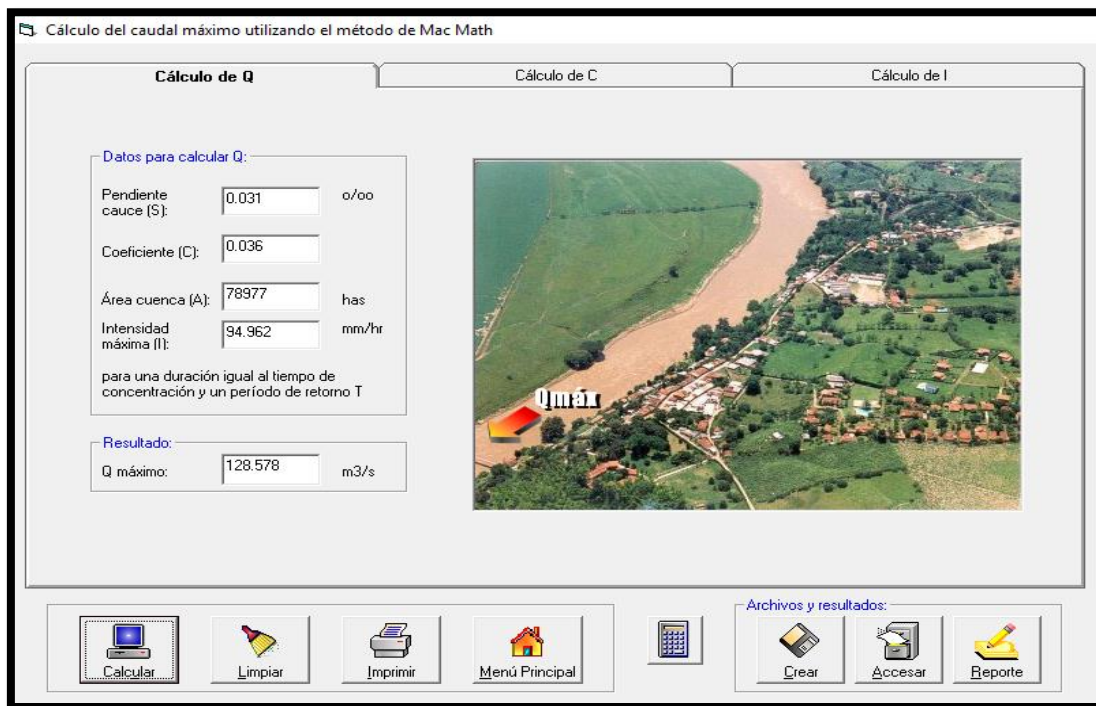 Cálculo del caudal máximo utilizando el método de Mac Math
Cálculo de Q
Cálculo de C
Cálculo de I
Datos para calcular Q:
Pendiente
cauce (S):
0.031
o/oo
Coeficiente (C):
0.036
Área cuenca (A):
78977
has
Intensidad
máxima (I):
94.962
mm/hr
para una duración igual al tiempo de
concentración y un período de retorno T
Resultado:
Q máximo:
128.578
m3/s
Qmáx
Calcular
Limpiar
Imprimir
Menú Principal
Archivos y resultados:
Crear
Accesar
Reporte